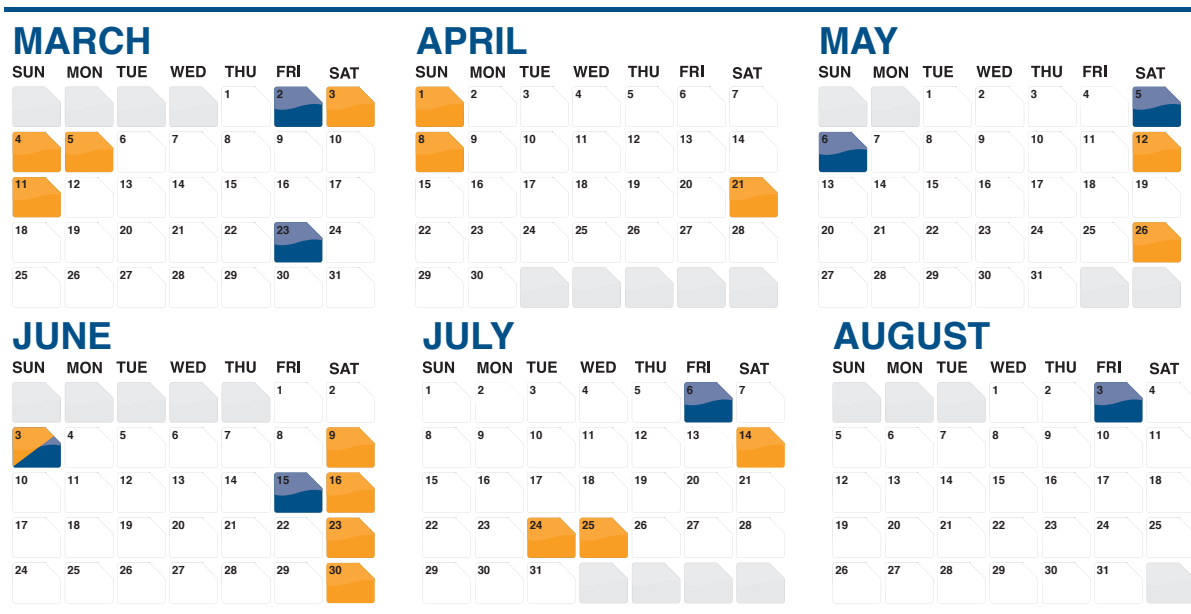 MARCH
SUN MON TUE WED THU FRI SAT
1 2 3
4 5 6 7 8 9 10
11 12 13 14 15 16 17
18 19 20 21 22 23 24
25 26 27 28 29 30 31
APRIL
SUN MON TUE WED THU FRI SAT
1 2 3 4 5 6 7
8 9 10 11 12 13 14
15 16 17 18 19 20 21
22 23 24 25 26 27 28
29 30
MAY
SUN MON TUE WED THU FRI SAT
1 2 3 4 5
6 7 8 9 10 11 12
13 14 15 16 17 18 19
20 21 22 23 24 25 26
27 28 29 30 31
JUNE
SUN MON TUE WED THU FRI SAT
1 2
3 4 5 6 7 8 9
10 11 12 13 14 15 16
17 18 19 20 21 22 23
24 25 26 27 28 29 30
JULY
SUN MON TUE WED THU FRI SAT
1 2 3 4 5 6 7
8 9 10 11 12 13 14
15 16 17 18 19 20 21
22 23 24 25 26 27 28
29 30 31
AUGUST
SUN MON TUE WED THU FRI SAT
1 2 3 4
5 6 7 8 9 10 11
12 13 14 15 16 17 18
19 20 21 22 23 24 25
26 27 28 29 30 31